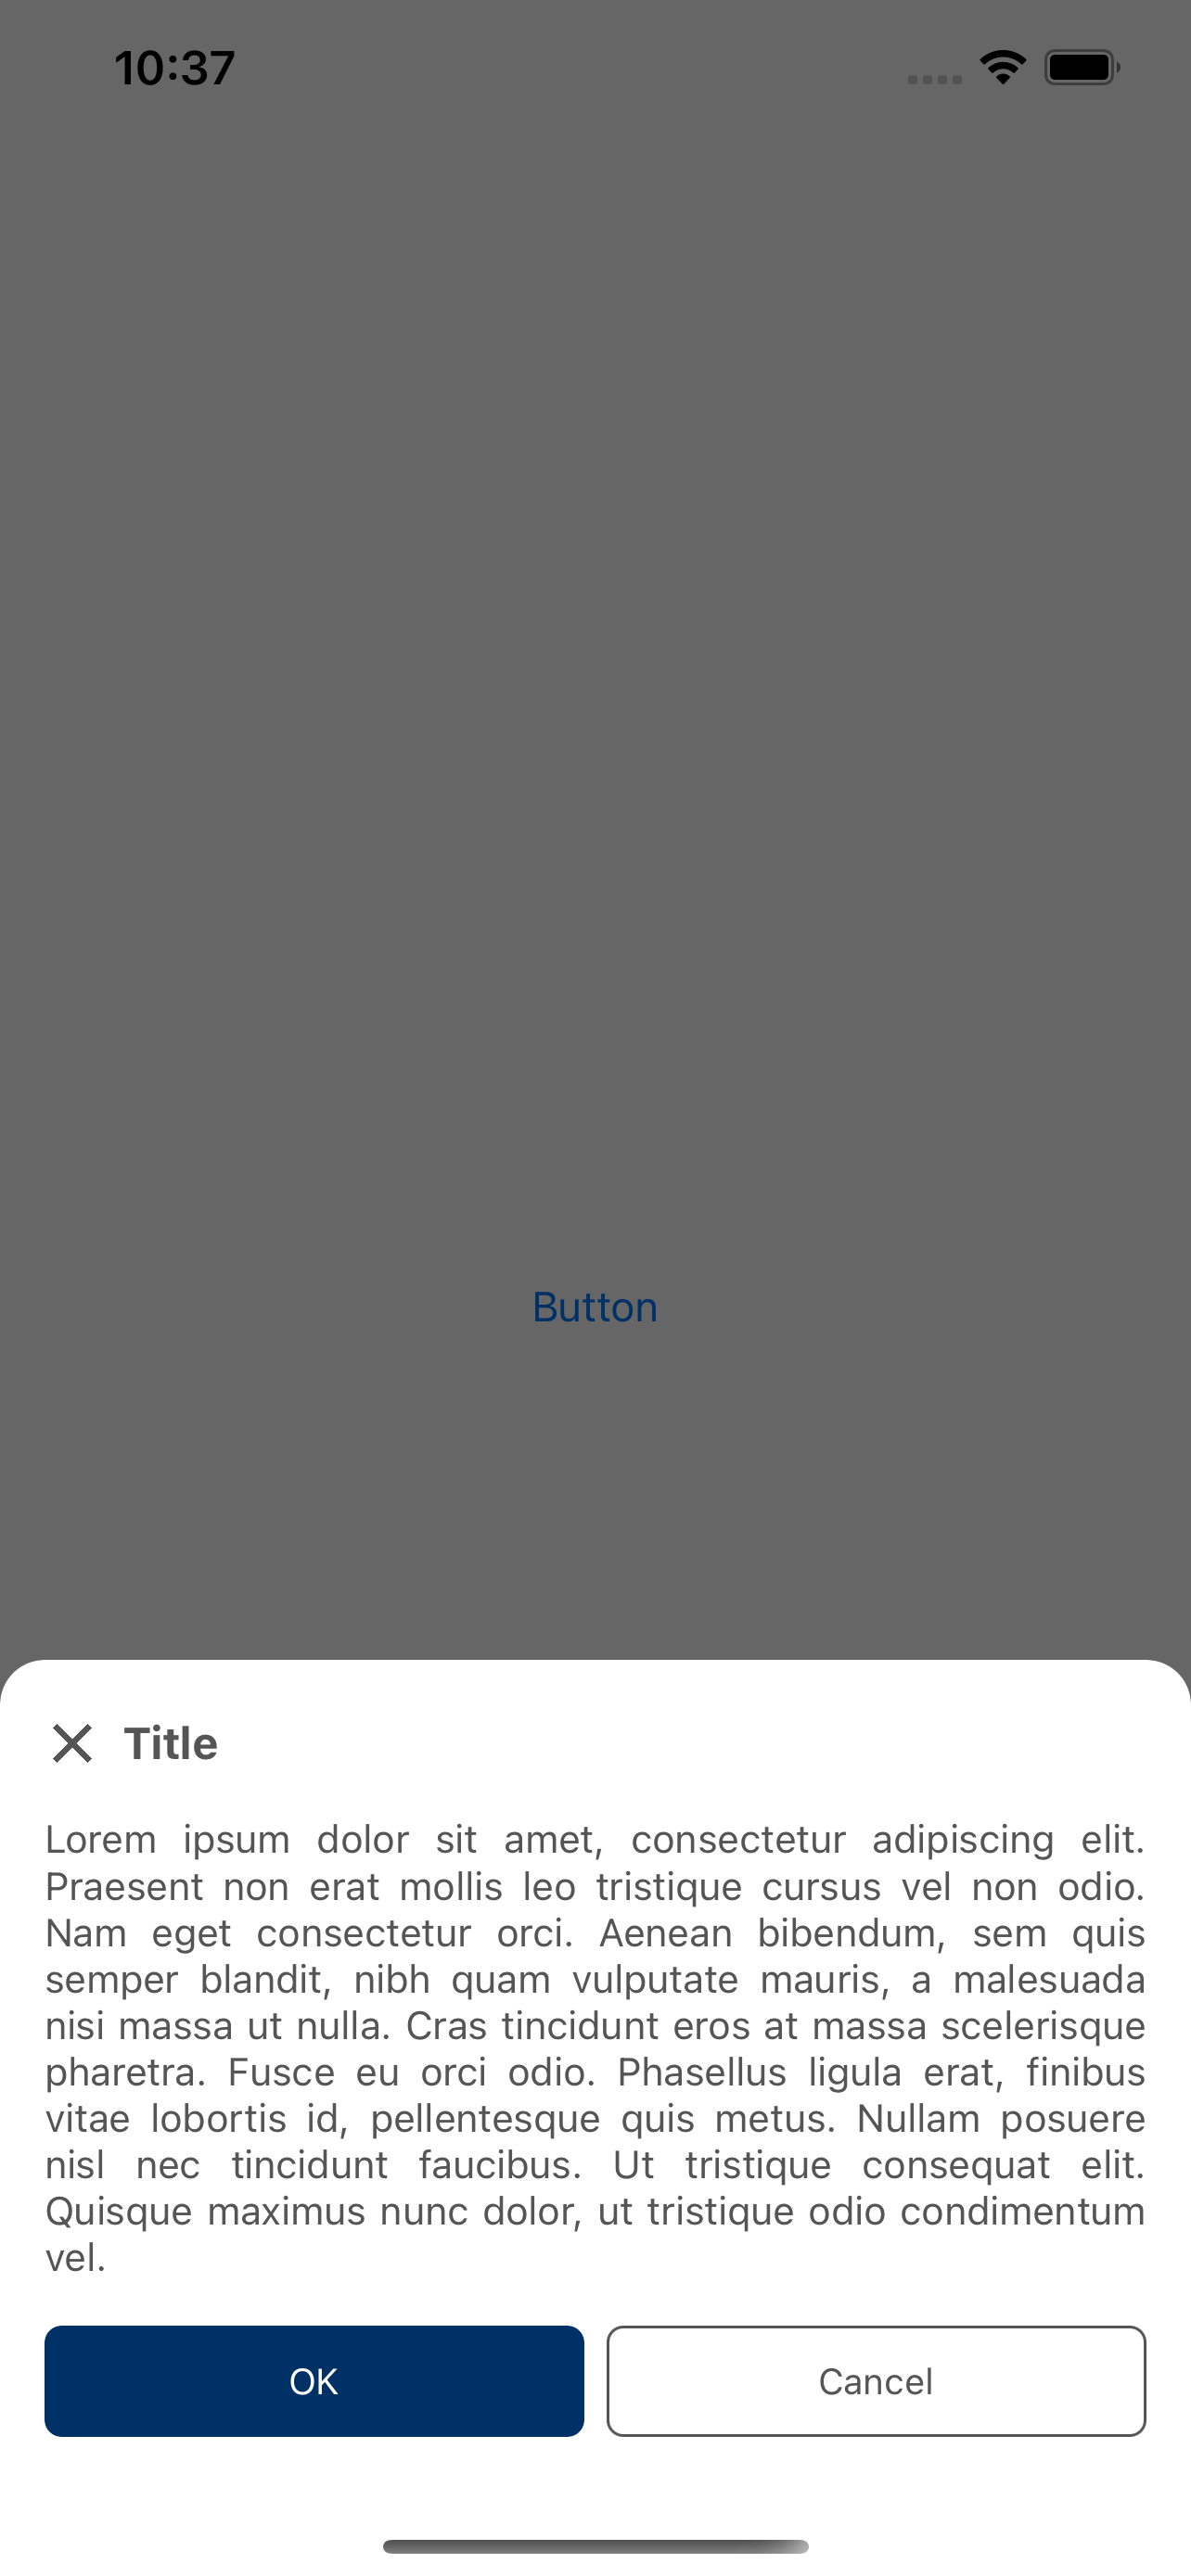 10:37
Button
Title
Lorem ipsum dolor sit amet, consectetur adipiscing elit.
Praesent non erat mollis leo tristique cursus vel non odio.
Nam eget consectetur orci. Aenean bibendum, sem quis
semper blandit, nibh quam vulputate mauris, a malesuada
nisi massa ut nulla. Cras tincidunt eros at massa scelerisque
pharetra. Fusce eu orci odio. Phasellus ligula erat, finibus
vitae lobortis id, pellentesque quis metus. Nullam posuere
nisl nec tincidunt faucibus. Ut tristique consequat elit.
Quisque maximus nunc dolor, ut tristique odio condimentum
vel.
OK
Cancel